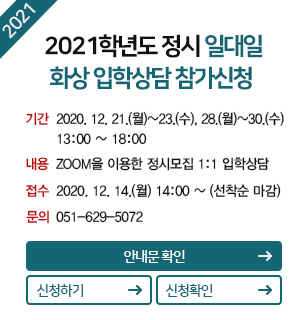 2021
2021학년도 정시 일대일
화상 입학상담 참가신청
기간 2020. 12. 21.(월)~23.(수), 28.(월)~30.(수)
13:00 ~ 18:00
내용 ZOOM을 이용한 정시모집 1:1 입학상담
접수 2020. 12. 14.(월) 14:00 ~ (선착순 마감)
문의 051-629-5072
안내문 확인 →
신청하기 → 신청확인 →